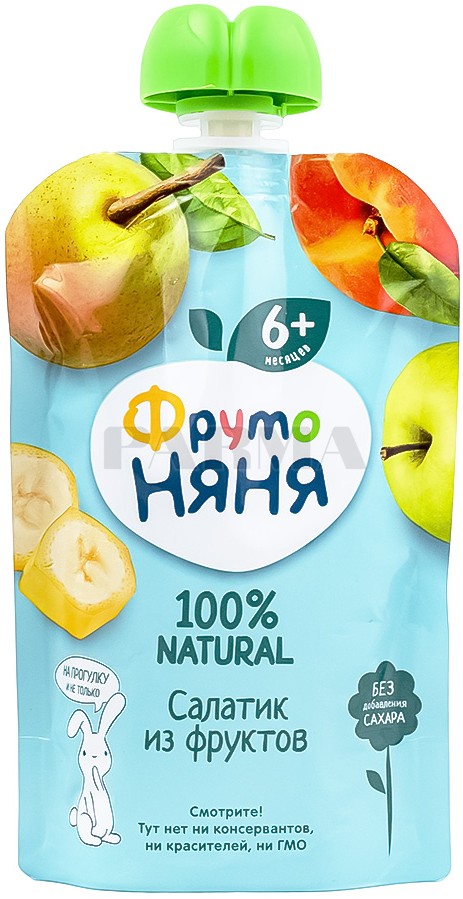 6+
месяцев
Фруто
НЯНЯ
PARMA
100%
NATURAL
НА ПРОГУЛКУ
И НЕ ТОЛЬКО
Салатик
из фруктов
БЕЗ
добавления
САХАРА
Смотрите!
Тут нет ни консервантов,
ни красителей, ни ГМО